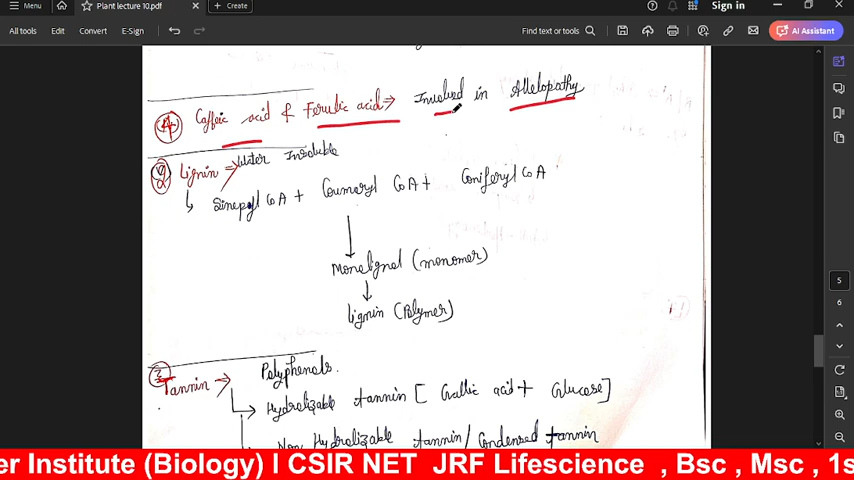 Menu
Plant lecture 10.pdf
+ Create
Sign in
All tools Edit Convert E-Sign
Find text or tools
AI Assistant
4 Caffeic acid & Ferulic acid ⇒ Involved in Allelopathy
Lignin ⇒ Water Insoluble
↳ Sinepyl CoA + Coumaryl CoA + Coniferyl CoA
↓
Monolignol (monomer)
↓
Lignin (Polymer)
3 Tannin ⇒ Polyphenols.
→ Hydrolizable tannin [Gallic acid + Glucose]
Non Hydrolizable tannin / Condensed tannin
5
6
er Institute (Biology) l CSIR NET JRF Lifescience , Bsc , Msc , 1s